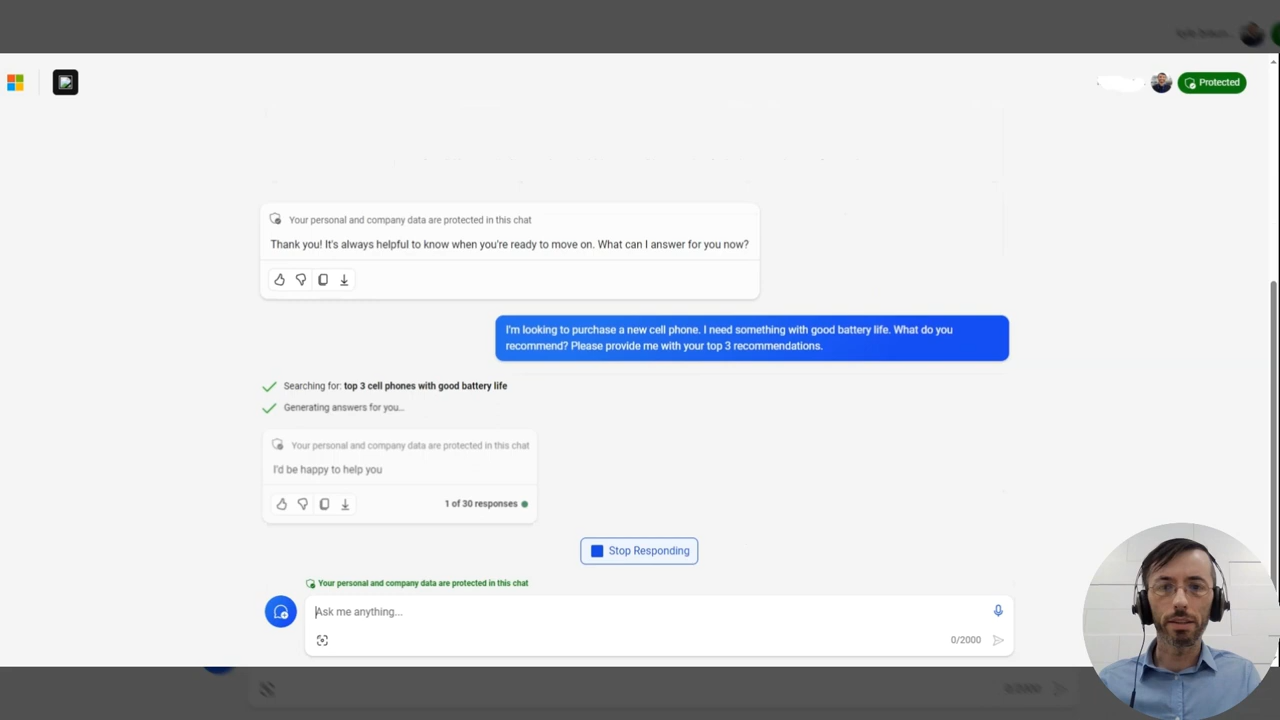 Protected
Your personal and company data are protected in this chat
Thank you! It's always helpful to know when you're ready to move on. What can I answer for you now?
I'm looking to purchase a new cell phone. I need something with good battery life. What do you
recommend? Please provide me with your top 3 recommendations.
Searching for: top 3 cell phones with good battery life
Generating answers for you...
Your personal and company data are protected in this chat
I'd be happy to help you
1 of 30 responses
Stop Responding
Your personal and company data are protected in this chat
Ask me anything...
0/2000